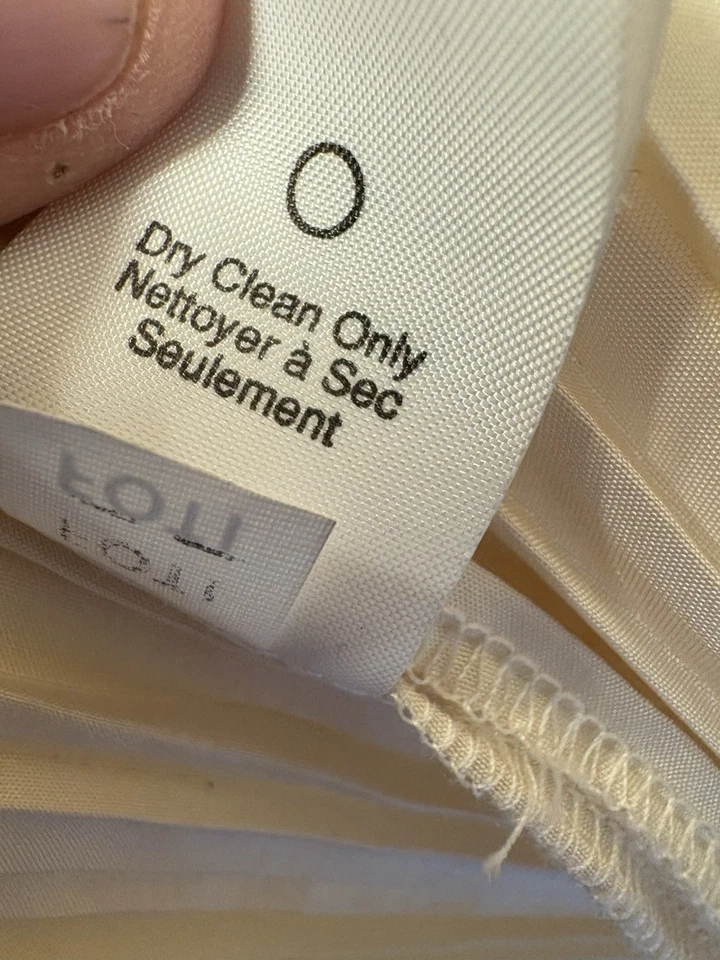 Dry Clean Only
Nettoyer à Sec
Seulement